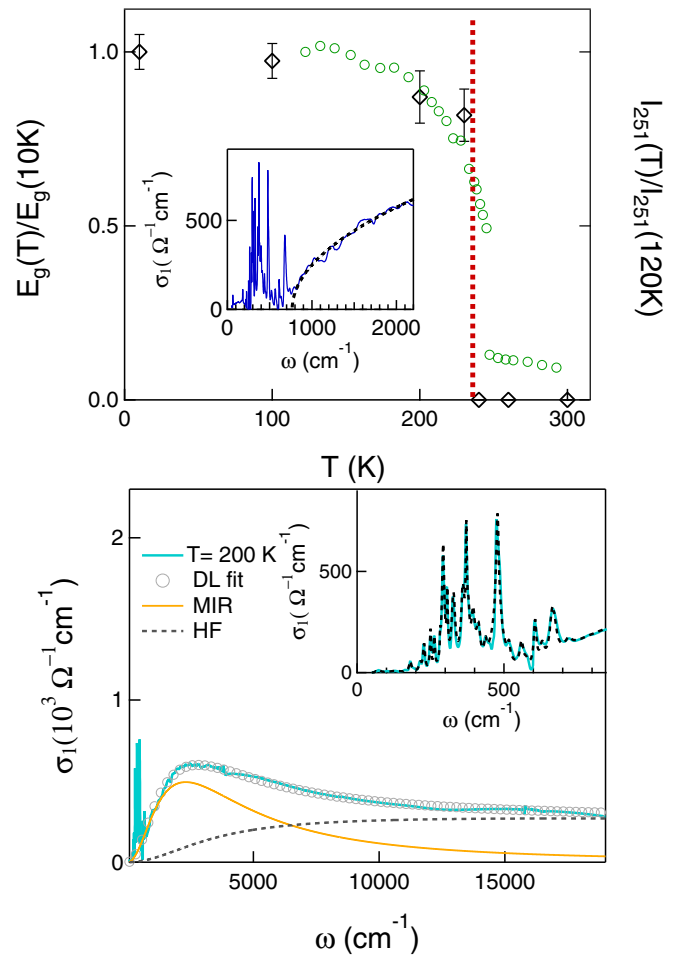 1.0
0.5
0.0
E_g(T)/E_g(10K)
I_251(T)/I_251(120K)
500
0
σ_1( Ω^-1cm^-1)
0 1000 2000
ω (cm^-1)
0 100 200 300
T (K)
2
1
0
σ_1(10^3 Ω^-1cm^-1)
T= 200 K
DL fit
MIR
HF
500
0
σ_1( Ω^-1cm^-1)
0 500
ω (cm^-1)
5000 10000 15000
ω (cm^-1)